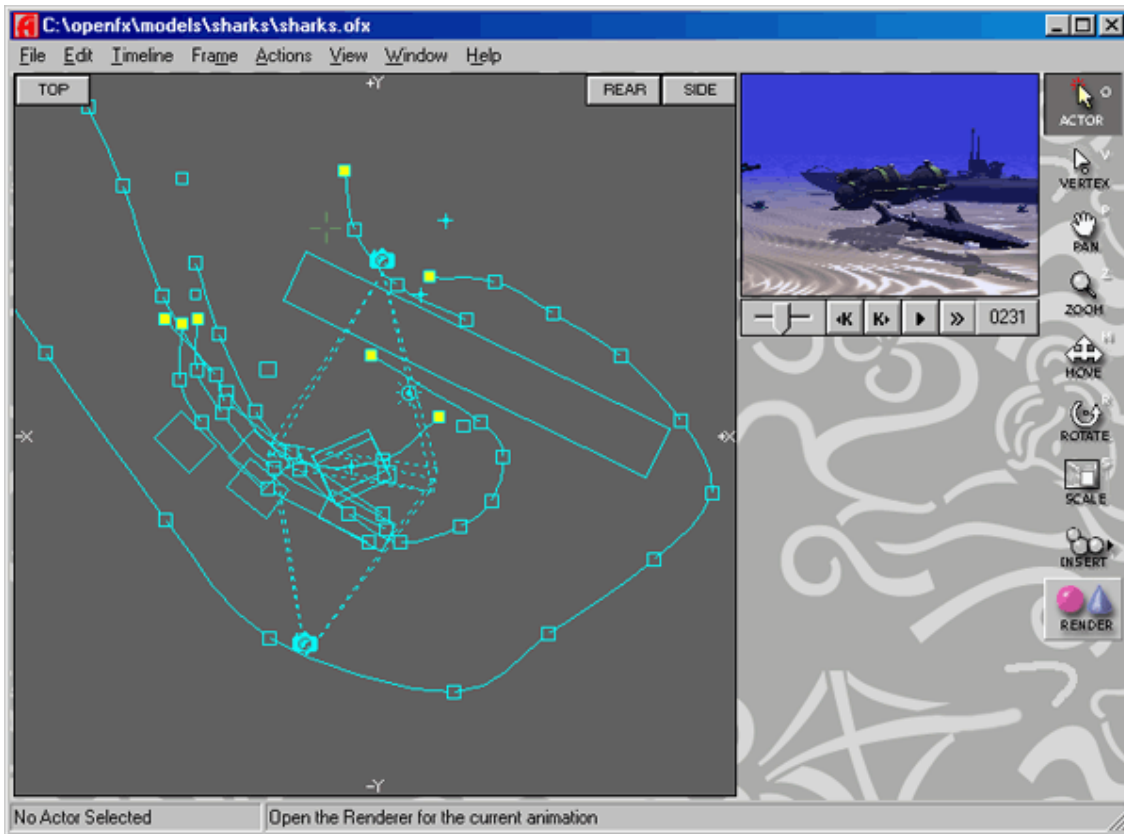 C:\openfx\models\sharks\sharks.ofx
File Edit Timeline Frame Actions View Window Help
TOP
+Y
REAR
SIDE
-X
+X
-Y
K
K
0231
ACTOR
O
VERTEX
V
PAN
P
ZOOM
Z
MOVE
M
ROTATE
R
SCALE
S
INSERT
RENDER
No Actor Selected
Open the Renderer for the current animation